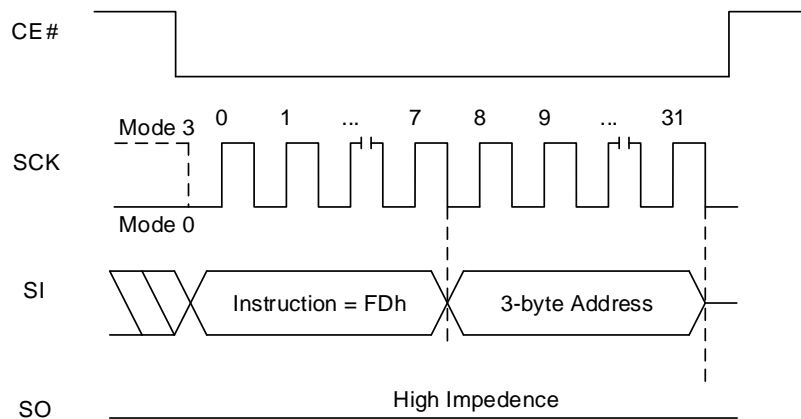 CE#
0 1 ... 7 8 9 ... 31
Mode 3
SCK
Mode 0
SI
Instruction = FDh
3-byte Address
High Impedence
SO